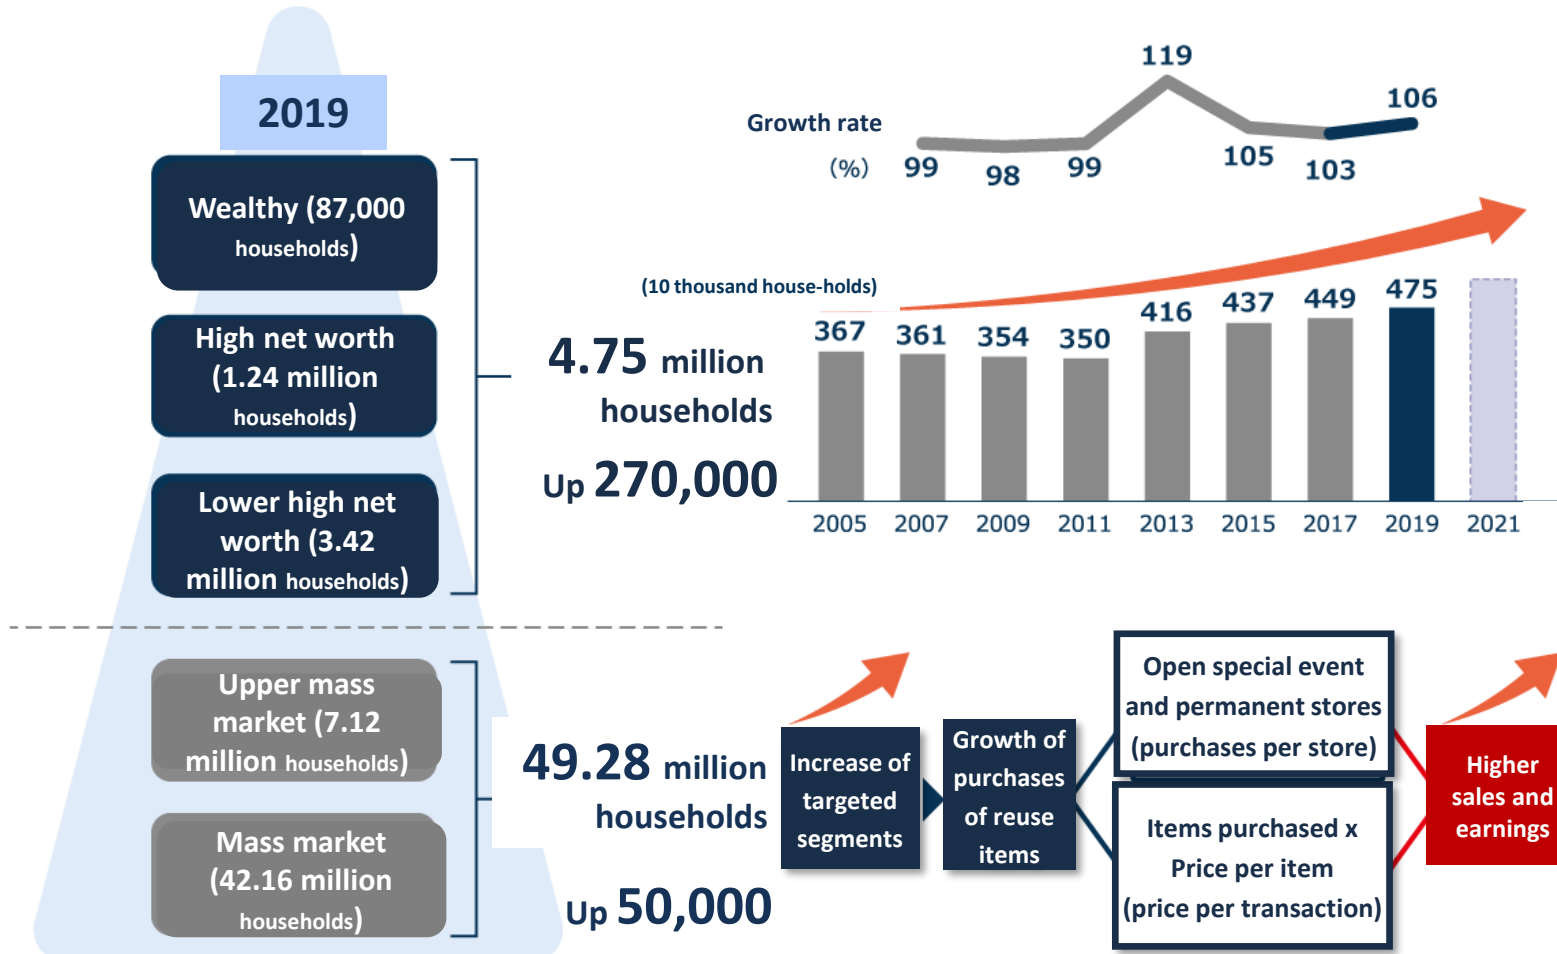 2019
Wealthy (87,000
households)
High net worth
(1.24 million
households)
Lower high net
worth (3.42
million households)
4.75 million
households
Up 270,000
Upper mass
market (7.12
million households)
Mass market
(42.16 million
households)
49.28 million
households
Up 50,000
Growth rate
(%)
99
98
99
119
105
103
106
(10 thousand house-holds)
367
361
354
350
416
437
449
475
2005
2007
2009
2011
2013
2015
2017
2019
2021
Increase of
targeted
segments
Growth of
purchases
of reuse
items
Open special event
and permanent stores
(purchases per store)
Items purchased x
Price per item
(price per transaction)
Higher
sales and
earnings